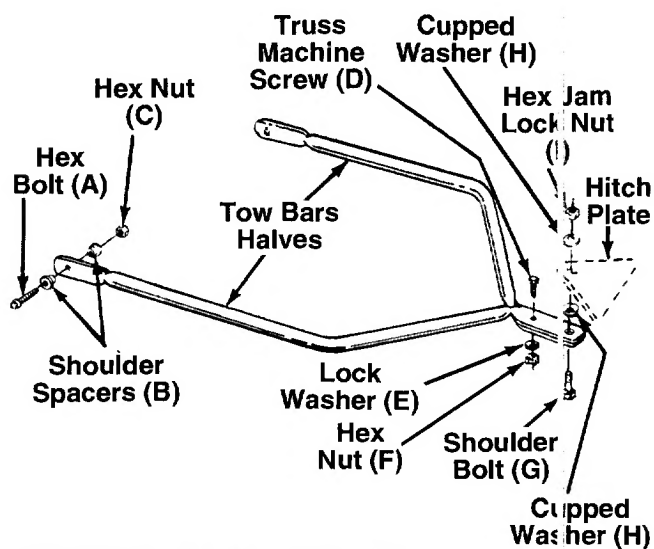 Truss
Machine
Screw (D)
Cupped
Washer (H)
Hex Nut
(C)
Hex Jam
Lock Nut
(I)
Hex
Bolt (A)
Hitch
Plate
Tow Bars
Halves
Shoulder
Spacers (B)
Lock
Washer (E)
Hex
Nut (F)
Shoulder
Bolt (G)
Cupped
Washer (H)